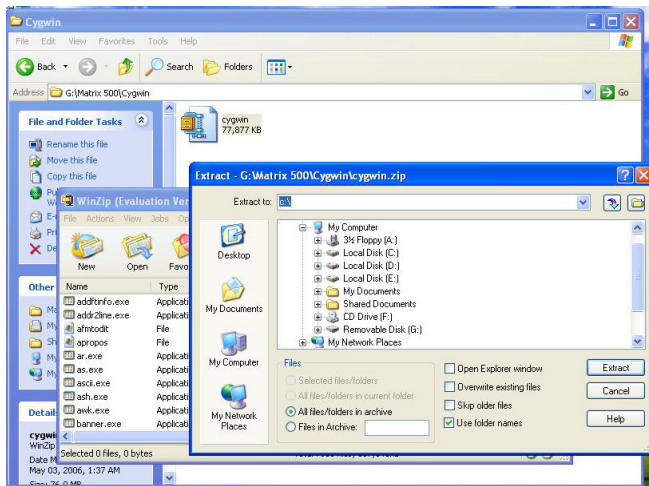 Cygwin
File Edit View Favorites Tools Help
Back Search Folders
Address G:\Matrix 500\Cygwin Go
File and Folder Tasks
Rename this file
Move this file
Copy this file
cygwin
77,877 KB
Extract - G:\Matrix 500\Cygwin\cygwin.zip
Extract to: c:\
Desktop
My Documents
My Computer
My Network Places
My Computer
3½ Floppy (A:)
Local Disk (C:)
Local Disk (D:)
Local Disk (E:)
My Documents
Shared Documents
CD Drive (F:)
Removable Disk (G:)
My Network Places
Files
Selected files/folders
All files/folders in current folder
All files/folders in archive
Files in Archive:
Open Explorer window
Overwrite existing files
Skip older files
Use folder names
Extract
Cancel
Help
WinZip (Evaluation Ver
File Actions View Jobs Op
New Open Favo
Name Type
addftinfo.exe Applicati
addr2line.exe Applicati
afmtodit File
apropos File
ar.exe Applicati
as.exe Applicati
ascii.exe Applicati
ash.exe Applicati
awk.exe Applicati
banner.exe Applicati
Selected 0 files, 0 bytes
Other
Detail
cygwi
WinZip
Date M
May 03, 2006, 1:37 AM